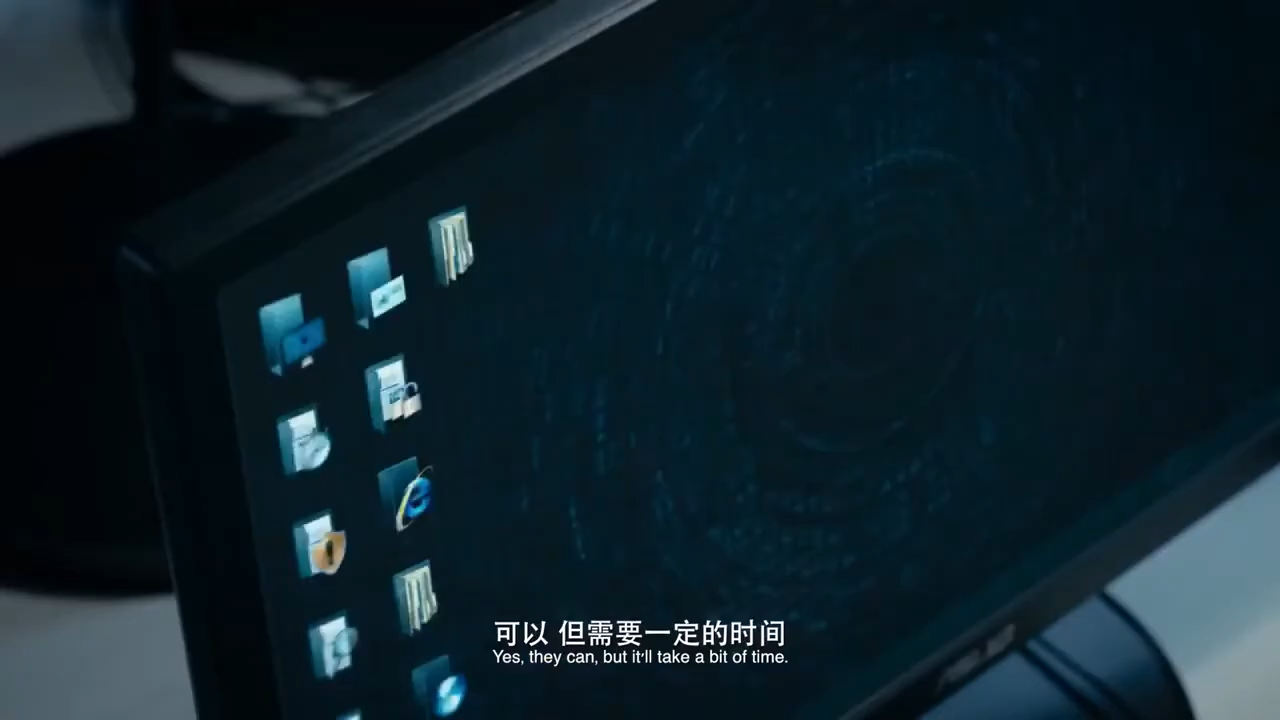 可以 但需要一定的时间
Yes, they can, but it'll take a bit of time.